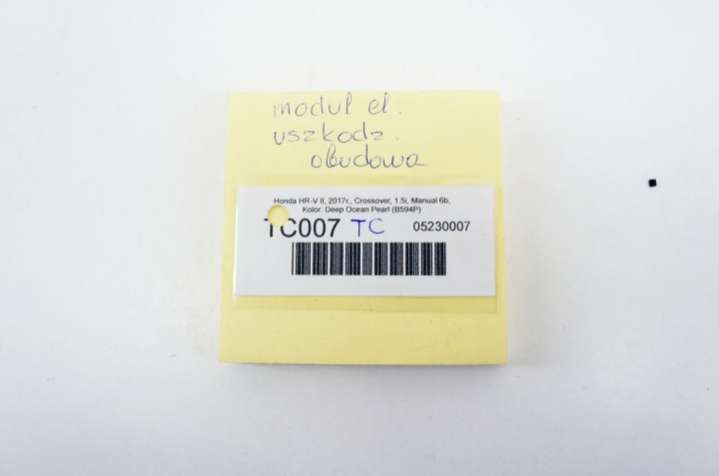 moduł el.
uszkodz.
obudowa
Honda HR-V II, 2017r., Crossover, 1.5i, Manual 6b,
Kolor: Deep Ocean Pearl (B594P)
TC007 TC 05230007